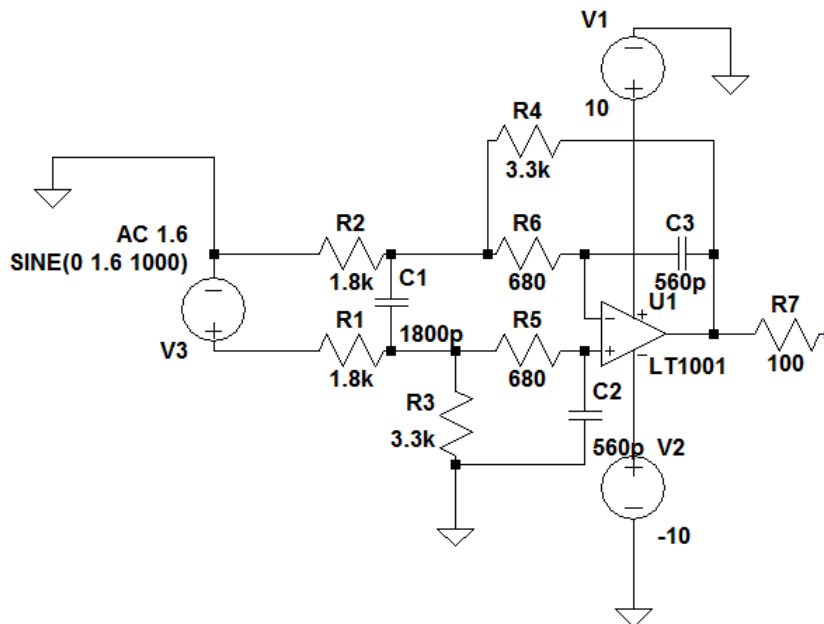 V1
10
R4
3.3k
AC 1.6
SINE(0 1.6 1000)
V3
R2
1.8k
C1
1800p
R1
1.8k
R6
680
C3
560p
U1
LT1001
R7
100
R5
680
C2
560p
R3
3.3k
V2
-10